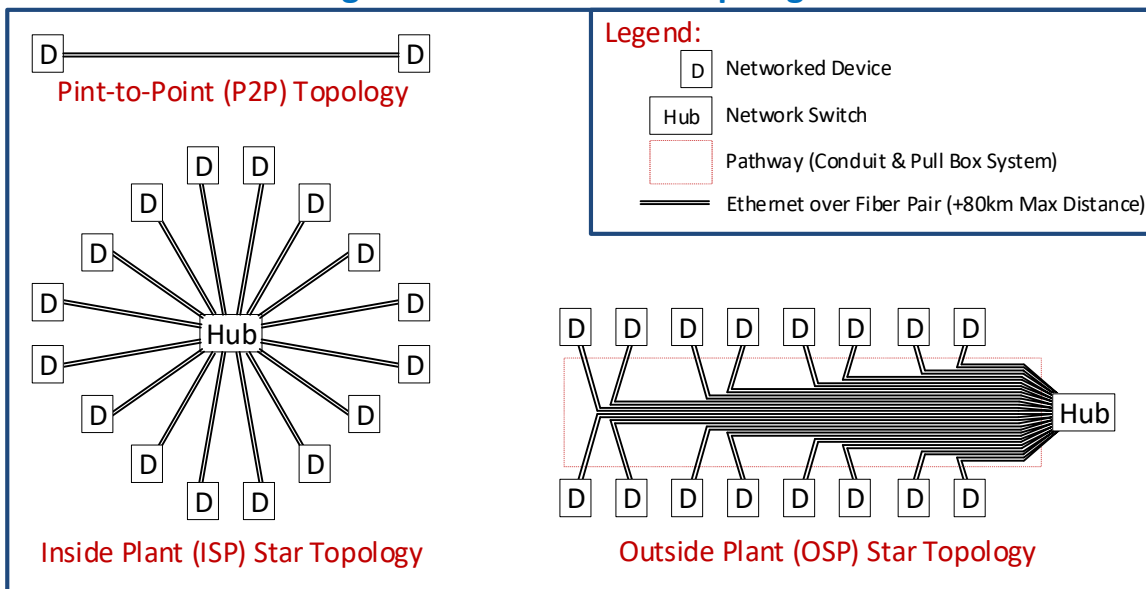 D D
Pint-to-Point (P2P) Topology
Legend:
D Networked Device
Hub Network Switch
Pathway (Conduit & Pull Box System)
Ethernet over Fiber Pair (+80km Max Distance)
D D
D D
D D
D D
Hub
D D
D D
D D
D D
Inside Plant (ISP) Star Topology
D D D D D D D D
Hub
D D D D D D D D
Outside Plant (OSP) Star Topology